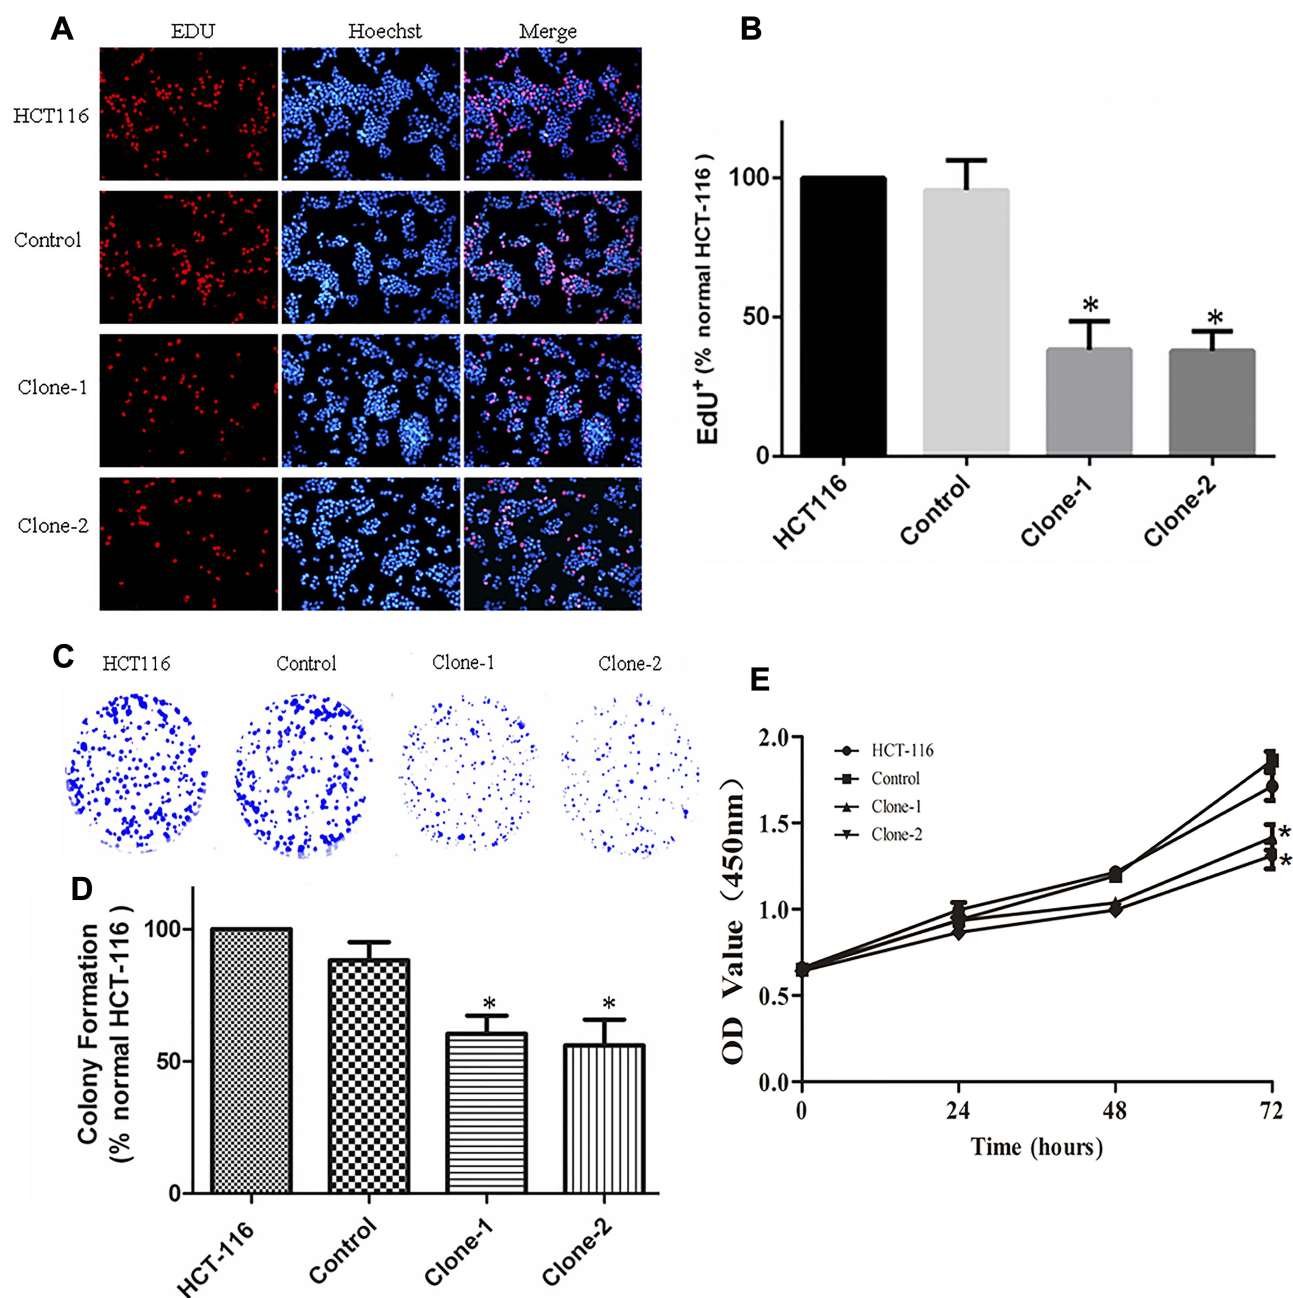 A
EDU Hoechst Merge
HCT116
Control
Clone-1
Clone-2
B
EdU+ (% normal HCT-116 )
100
50
0
HCT116
Control
Clone-1
Clone-2
*
*
C
HCT116 Control Clone-1 Clone-2
D
Colony Formation
(% normal HCT-116 )
100
50
0
HCT-116
Control
Clone-1
Clone-2
*
*
E
OD Value (450nm)
2.0
1.5
1.0
0.5
0.0
HCT-116
Control
Clone-1
Clone-2
*
*
0 24 48 72
Time (hours)